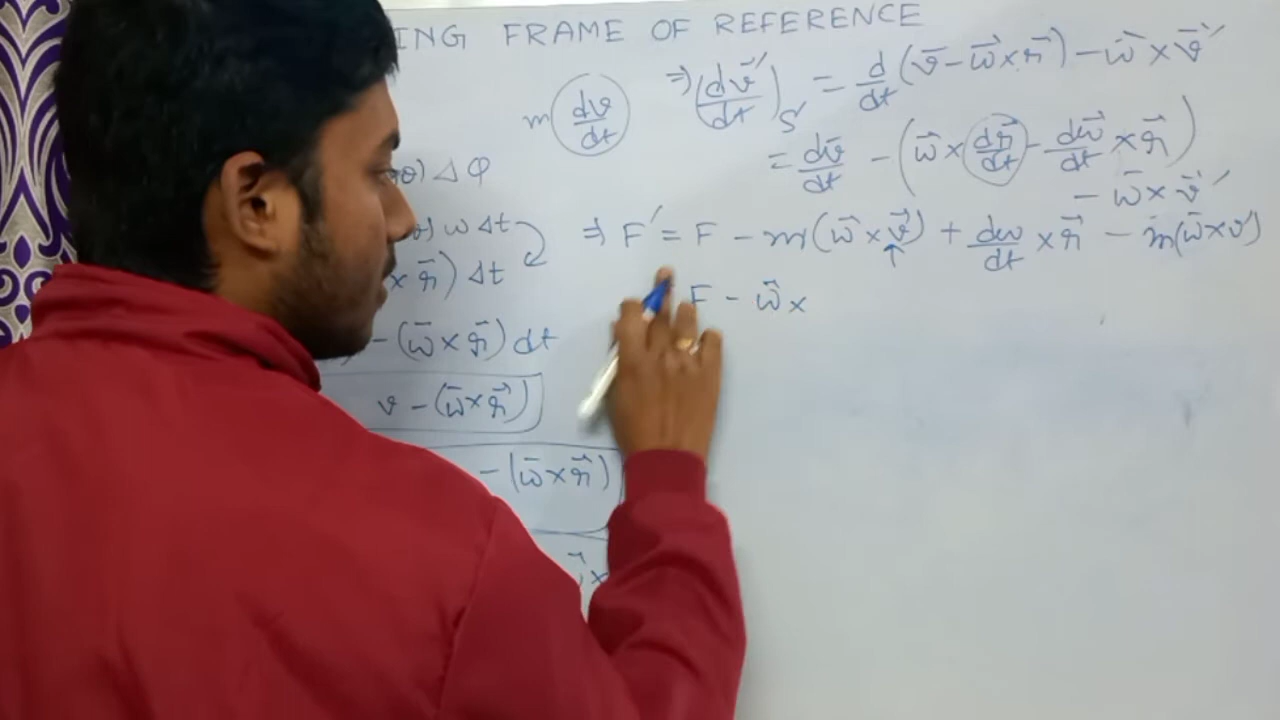 ING FRAME OF REFERENCE
m dv/dt ⇒ (dv⃗′/dt)_S′ = d/dt (v̄ − ω⃗ × r⃗) − ω⃗ × v⃗′
= dv̄/dt − (ω⃗ × dr⃗/dt − dω⃗/dt × r⃗)
− ω̄ × v⃗′
θ) Δφ
θ) ω Δt
⇒ F′ = F − m(ω̄ × v⃗) + dω/dt × r⃗ − m(ω̄ × v′)
× r̄) Δt
F − ω̄ ×
− (ω̄ × r̄) dt
v − (ω̄ × r⃗)
− (ω̄ × r⃗)